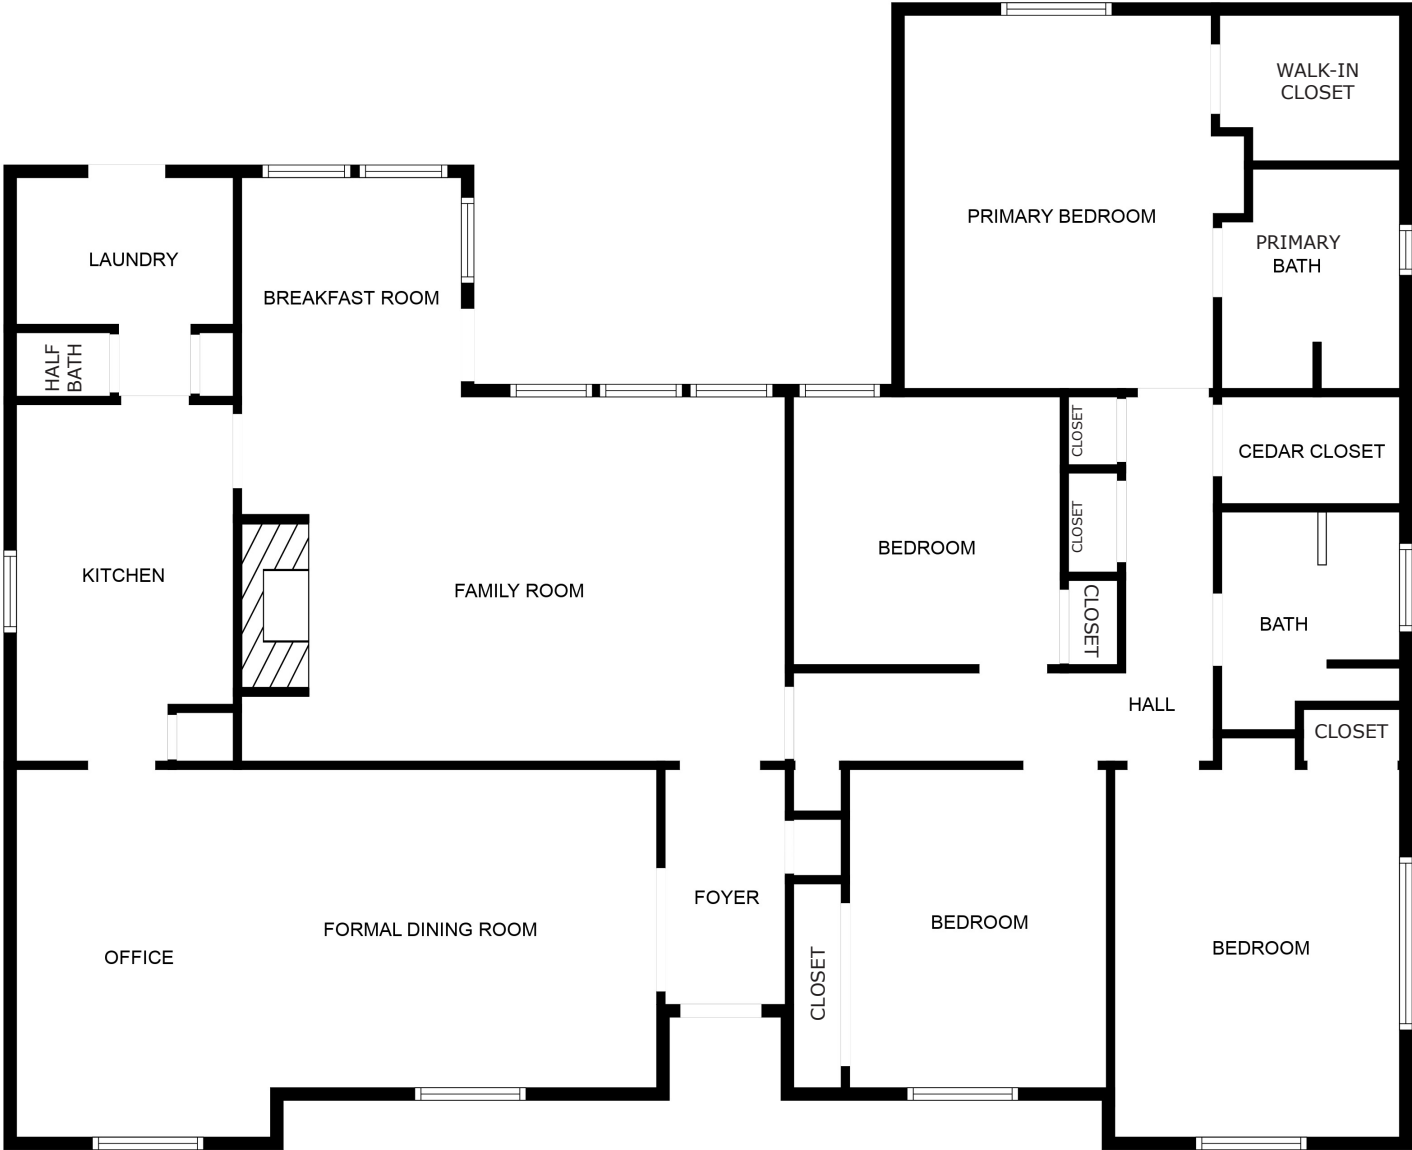 WALK-IN
CLOSET
PRIMARY BEDROOM
PRIMARY
BATH
LAUNDRY
BREAKFAST ROOM
HALF
BATH
CLOSET
CEDAR CLOSET
CLOSET
BEDROOM
KITCHEN
FAMILY ROOM
CLOSET
BATH
HALL
CLOSET
FOYER
BEDROOM
FORMAL DINING ROOM
OFFICE
CLOSET
BEDROOM